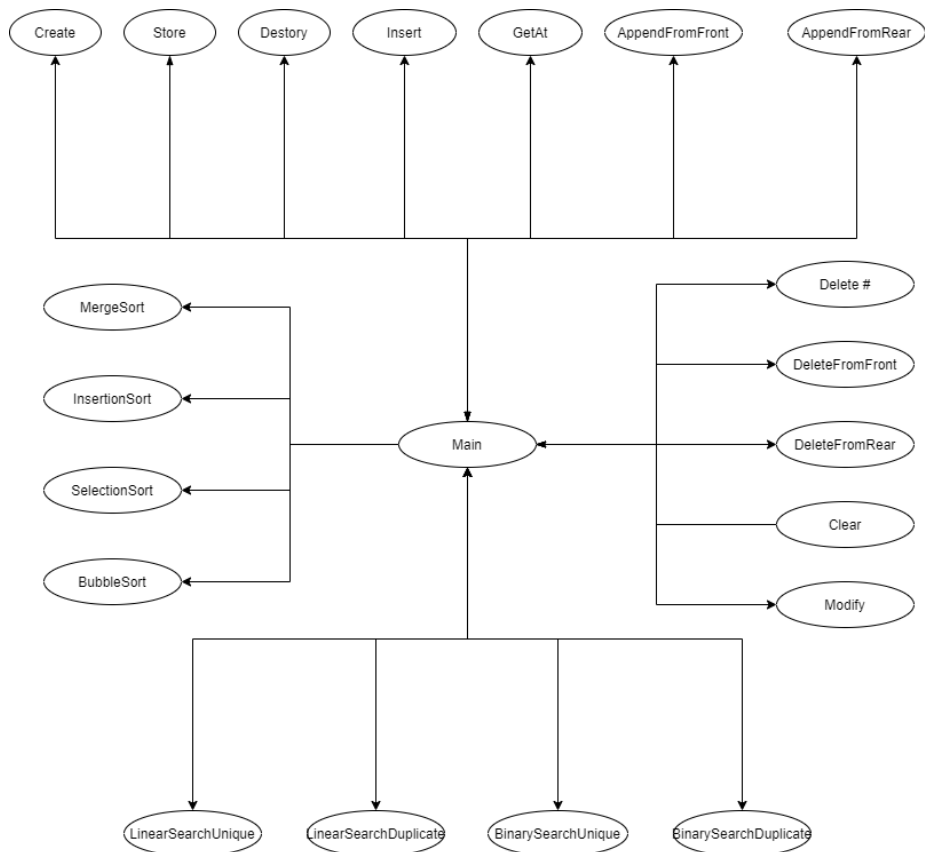 Create
Store
Destory
Insert
GetAt
AppendFromFront
AppendFromRear
MergeSort
InsertionSort
SelectionSort
BubbleSort
Main
Delete #
DeleteFromFront
DeleteFromRear
Clear
Modify
LinearSearchUnique
LinearSearchDuplicate
BinarySearchUnique
BinarySearchDuplicate